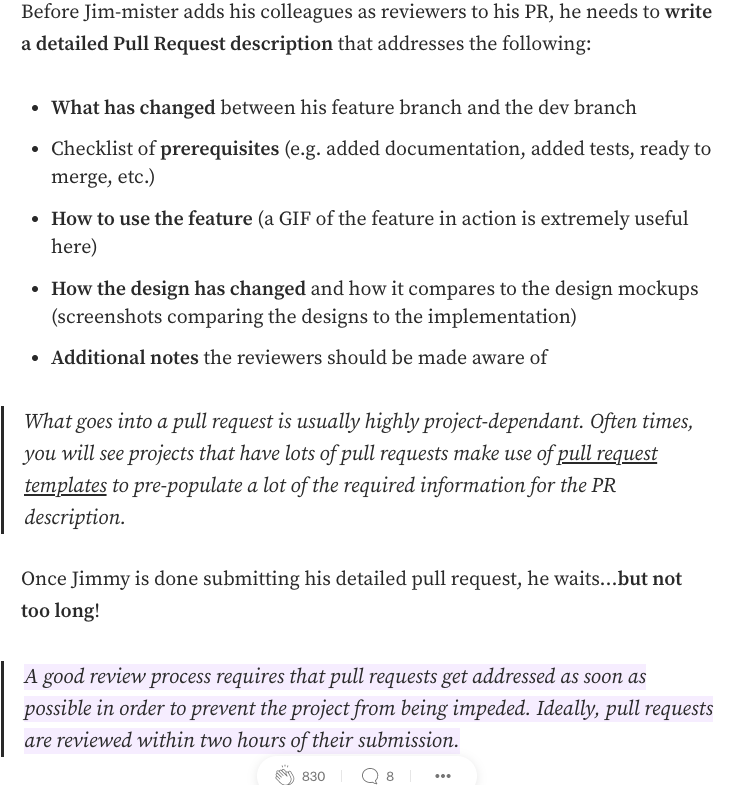 Before Jim-mister adds his colleagues as reviewers to his PR, he needs to write
a detailed Pull Request description that addresses the following:
• What has changed between his feature branch and the dev branch
• Checklist of prerequisites (e.g. added documentation, added tests, ready to
merge, etc.)
• How to use the feature (a GIF of the feature in action is extremely useful
here)
• How the design has changed and how it compares to the design mockups
(screenshots comparing the designs to the implementation)
• Additional notes the reviewers should be made aware of
What goes into a pull request is usually highly project-dependant. Often times,
you will see projects that have lots of pull requests make use of pull request
templates to pre-populate a lot of the required information for the PR
description.
Once Jimmy is done submitting his detailed pull request, he waits…but not
too long!
A good review process requires that pull requests get addressed as soon as
possible in order to prevent the project from being impeded. Ideally, pull requests
are reviewed within two hours of their submission.
830 8